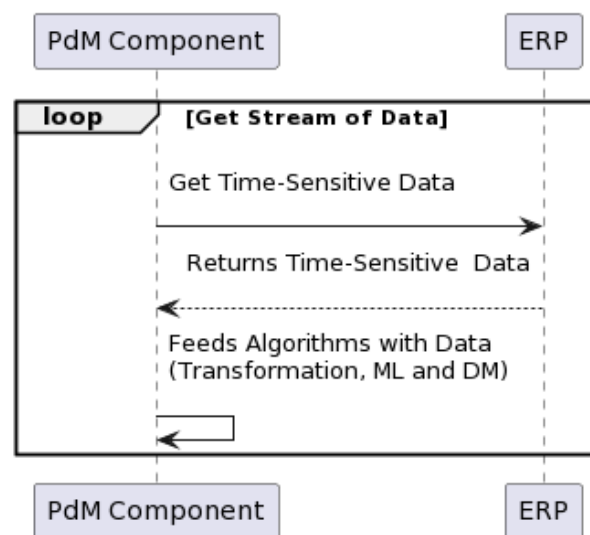 PdM Component
ERP
loop
[Get Stream of Data]
Get Time-Sensitive Data
Returns Time-Sensitive  Data
Feeds Algorithms with Data
(Transformation, ML and DM)
PdM Component
ERP